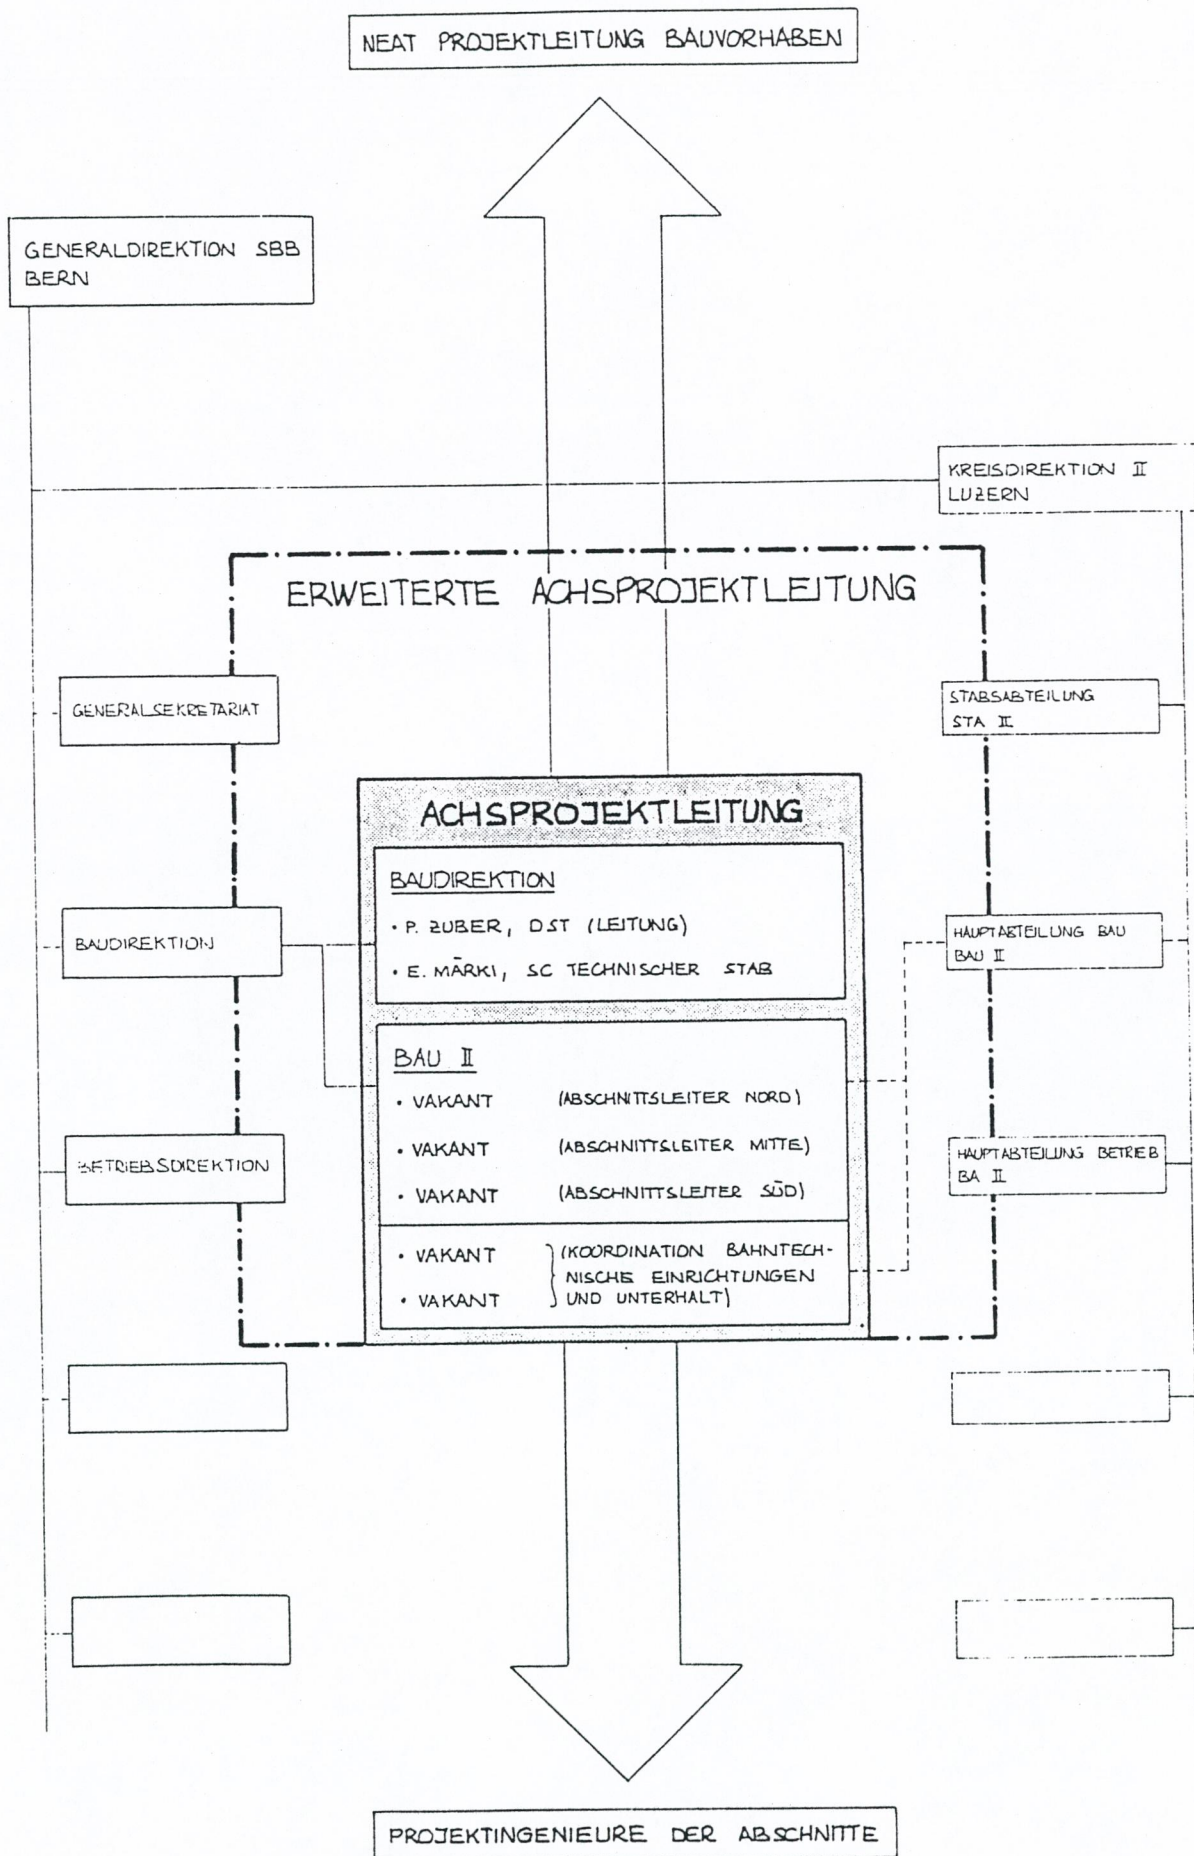 NEAT PROJEKTLEITUNG BAUVORHABEN
GENERALDIREKTION SBB
BERN
KREISDIREKTION II
LUZERN
ERWEITERTE ACHSPROJEKTLEITUNG
GENERALSEKRETARIAT
STABSABTEILUNG
STA II
ACHSPROJEKTLEITUNG
BAUDIREKTION
• P. ZUBER, DST (LEITUNG)
• E. MÄRKI, SC TECHNISCHER STAB
BAUDIREKTION
HAUPTABTEILUNG BAU
BAU II
BAU II
• VAKANT (ABSCHNITTSLEITER NORD)
• VAKANT (ABSCHNITTSLEITER MITTE)
• VAKANT (ABSCHNITTSLEITER SÜD)
BETRIEBSDIREKTION
HAUPTABTEILUNG BETRIEB
BA II
• VAKANT (KOORDINATION BAHNTECH-
NISCHE EINRICHTUNGEN
• VAKANT UND UNTERHALT)
PROJEKTINGENIEURE DER ABSCHNITTE